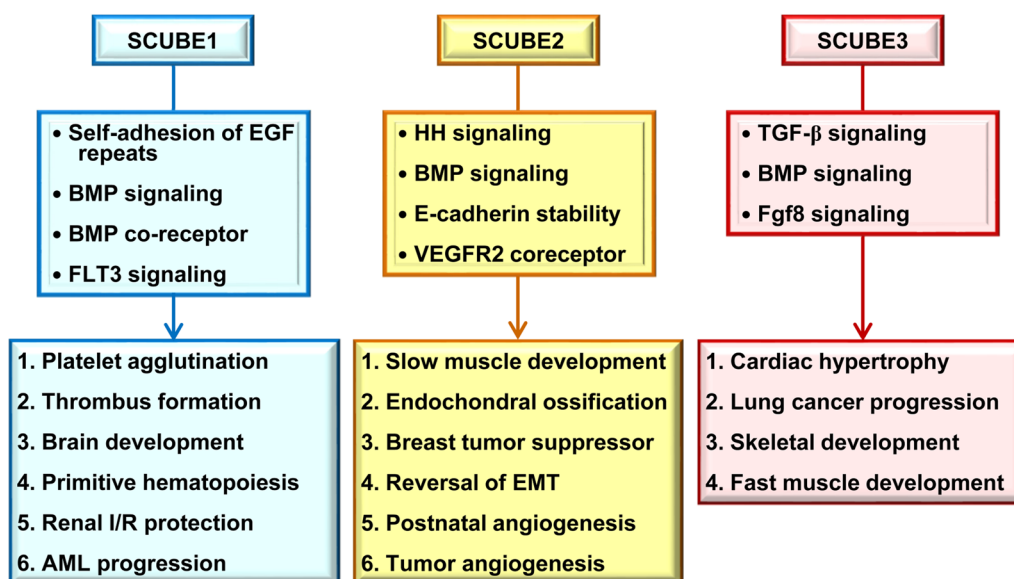 SCUBE1
• Self-adhesion of EGF
repeats
• BMP signaling
• BMP co-receptor
• FLT3 signaling
1. Platelet agglutination
2. Thrombus formation
3. Brain development
4. Primitive hematopoiesis
5. Renal I/R protection
6. AML progression
SCUBE2
• HH signaling
• BMP signaling
• E-cadherin stability
• VEGFR2 coreceptor
1. Slow muscle development
2. Endochondral ossification
3. Breast tumor suppressor
4. Reversal of EMT
5. Postnatal angiogenesis
6. Tumor angiogenesis
SCUBE3
• TGF-β signaling
• BMP signaling
• Fgf8 signaling
1. Cardiac hypertrophy
2. Lung cancer progression
3. Skeletal development
4. Fast muscle development